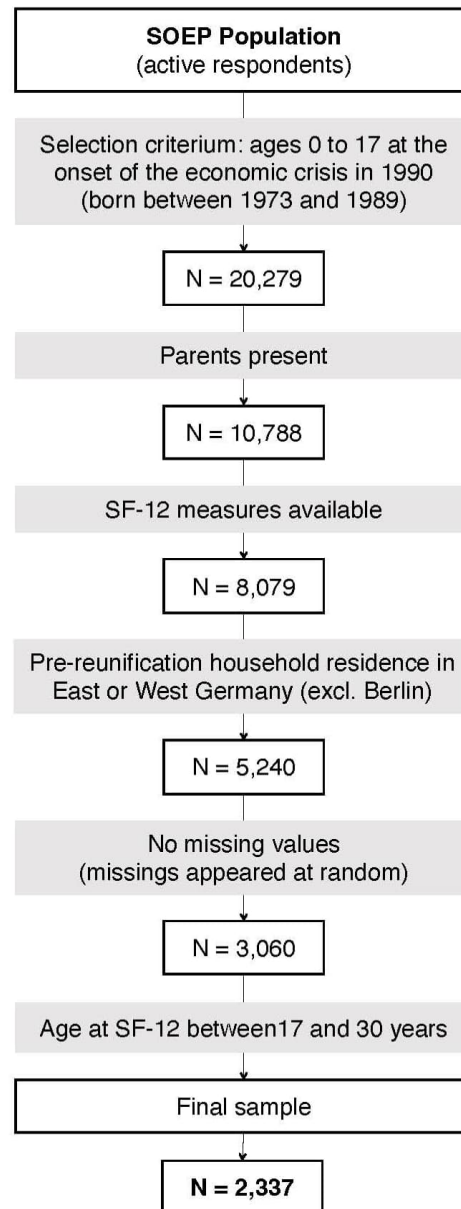 SOEP Population
(active respondents)
Selection criterium: ages 0 to 17 at the
onset of the economic crisis in 1990
(born between 1973 and 1989)
N = 20,279
Parents present
N = 10,788
SF-12 measures available
N = 8,079
Pre-reunification household residence in
East or West Germany (excl. Berlin)
N = 5,240
No missing values
(missings appeared at random)
N = 3,060
Age at SF-12 between17 and 30 years
Final sample
N = 2,337